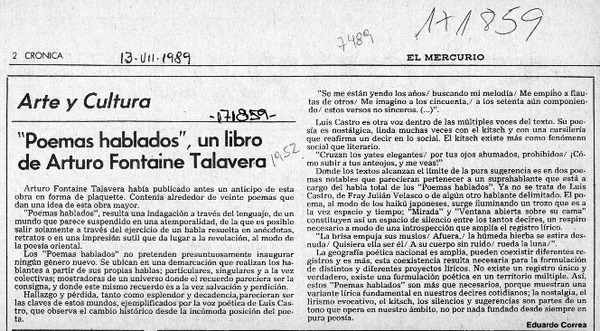 171859
7489
2 CRONICA
13-VII-1989
EL MERCURIO
Arte y Cultura
-171859-
"Poemas hablados", un libro
de Arturo Fontaine Talavera
1952
Arturo Fontaine Talavera había publicado antes un anticipo de esta
obra en forma de plaquette. Contenía alrededor de veinte poemas que
dan una idea de esta obra mayor.
"Poemas hablados", resulta una indagación a través del lenguaje, de un
mundo que parece suspendido en una atemporalidad, de la que es posible
salir solamente a través del ejercicio de un habla resuelta en anécdotas,
retratos o en una impresión sutil que da lugar a la revelación, al modo de
la poesía oriental.
Los "Poemas hablados" no pretenden presuntuosamente inaugurar
ningún género nuevo. Se ubican en una demarcación que realizan los ha-
blantes a partir de sus propias hablas; particulares, singulares y a la vez
colectivas; mostradoras de un universo donde el recuerdo pareciera ser la
consigna, y donde este mismo recuerdo es a la vez salvación y perdición.
Hallazgo y pérdida, tanto como esplendor y decadencia, parecieran ser
las claves de estos mundos, ejemplificados por la voz poética de Luis Cas-
tro, que observa el cambio histórico desde la incómoda posición del poe-
ta.
"Se me están yendo los años/ buscando mi melodía/ Me empiño a flau-
tas de otros/ Me imagino a los cincuenta,/ a los setenta aún componien-
do/ estos versos no sinceros. (...)".
Luis Castro es otra voz dentro de las múltiples voces del texto. Su poe-
sía es nostálgica, linda muchas veces con el kitsch y con una cursilería
que reafirma un decir en lo social. El kitsch existe más como fenómeno
social que literario.
"Cruzan los yates elegantes/ por tus ojos ahumados, prohibidos/ ¡Có-
mo subir a tus anteojos, y me veas!"
Donde los textos alcanzan el límite de la pura sugerencia es en dos poe-
mas notables que parecieran pertenecer a un suprahablante que está a
cargo del habla total de los "Poemas hablados". Ya no se trata de Luis
Castro, de Fray Julián Velasco o de algún otro hablante delimitado. El poe-
ma, al modo de los haikú japoneses, surge iluminando un trozo que es a
la vez espacio y tiempo; "Mirada" y "Ventana abierta sobre su cama"
constituyen así un espacio de silencio entre los tantos decires, un respiro
necesario a modo de una introspección que amplía el registro lírico.
"La brisa empuja sus muslos/ Afuera,/ la húmeda hierba se estira des-
nuda/ Quisiera ella ser él/ A su cuerpo sin ruido/ rueda la luna/".
La geografía poética nacional es amplia, pueden coexistir diferentes re-
gistros y es más, esta coexistencia resulta necesaria para la formulación
de distintos y diferentes proyectos líricos. No existe un registro único y
verdadero, existe una formulación poética en un territorio múltiple. Así,
estos "Poemas hablados" son más que necesarios, porque muestran una
variante lírica fundamental en nuestros decires cotidianos; la nostalgia, el
lirismo evocativo, el kitsch, los silencios y sugerencias son partes de un
tono que opera en nuestro ámbito, no por nada fundado desde siempre en
pura poesía.
Eduardo Correa